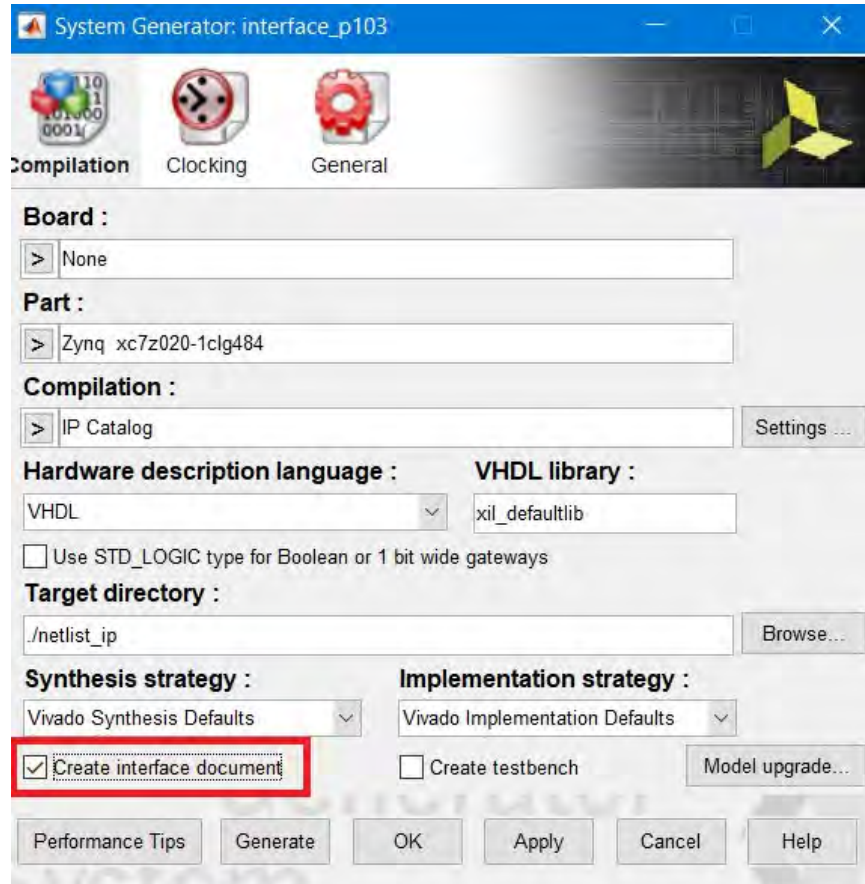 System Generator: interface_p103
Compilation Clocking General
Board :
> None
Part :
> Zynq xc7z020-1clg484
Compilation :
> IP Catalog Settings ...
Hardware description language : VHDL library :
VHDL xil_defaultlib
Use STD_LOGIC type for Boolean or 1 bit wide gateways
Target directory :
./netlist_ip Browse...
Synthesis strategy : Implementation strategy :
Vivado Synthesis Defaults Vivado Implementation Defaults
Create interface document Create testbench Model upgrade...
Performance Tips Generate OK Apply Cancel Help